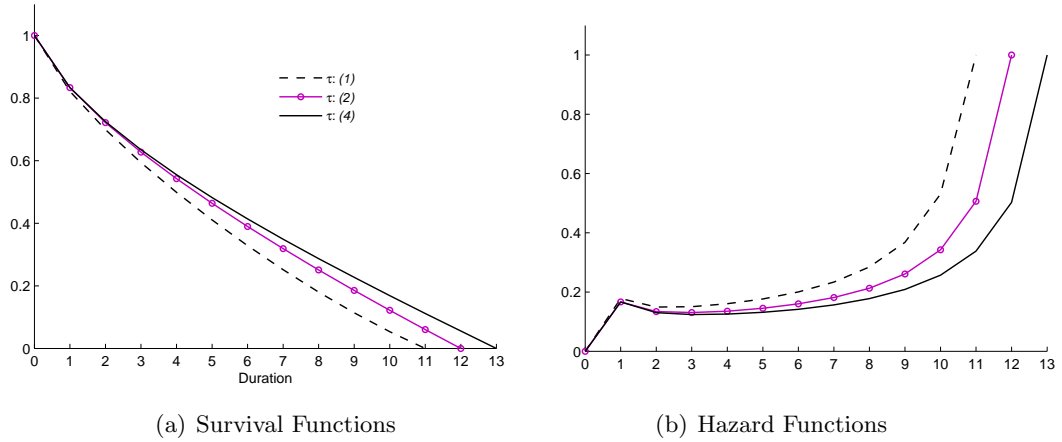 1
0.8
0.6
0.4
0.2
0
0 1 2 3 4 5 6 7 8 9 10 11 12 13
Duration
τ: (1)
τ: (2)
τ: (4)
(a) Survival Functions
1
0.8
0.6
0.4
0.2
0
0 1 2 3 4 5 6 7 8 9 10 11 12 13
(b) Hazard Functions